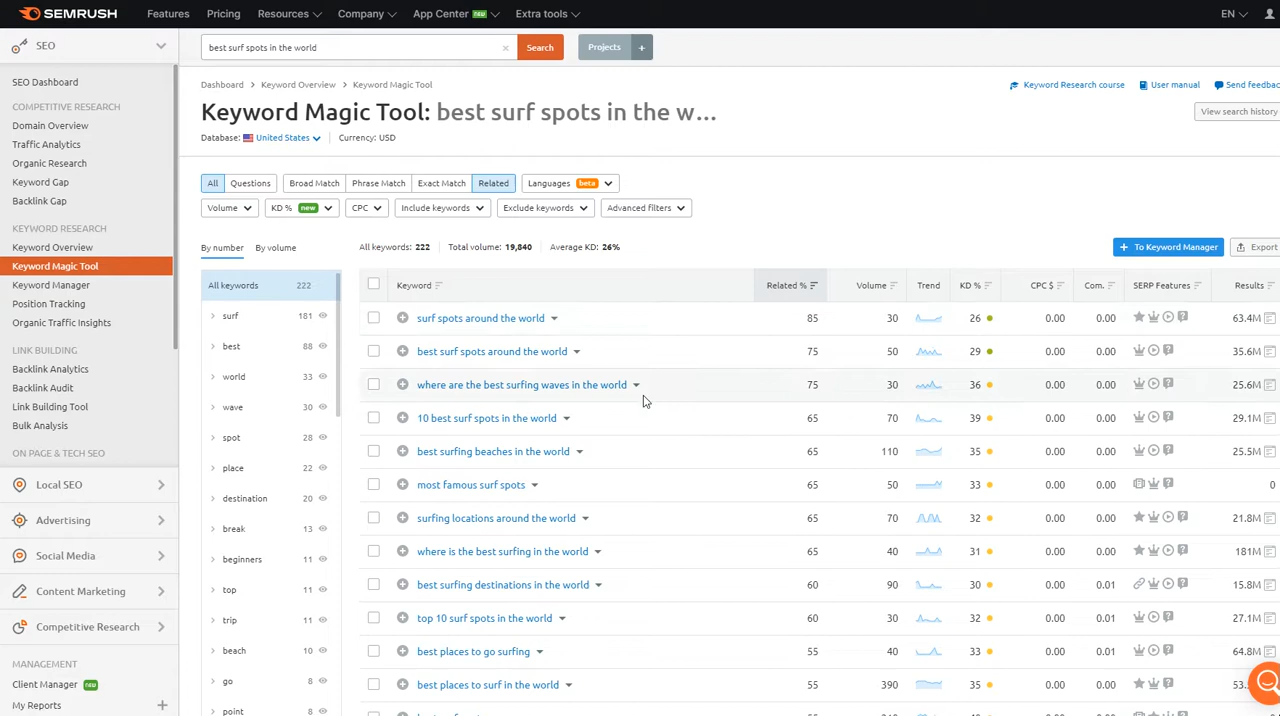 SEMRUSH Features Pricing Resources Company App Center new Extra tools EN
SEO
best surf spots in the world × Search Projects +
SEO Dashboard
COMPETITIVE RESEARCH
Domain Overview
Traffic Analytics
Organic Research
Keyword Gap
Backlink Gap
KEYWORD RESEARCH
Keyword Overview
Keyword Magic Tool
Keyword Manager
Position Tracking
Organic Traffic Insights
LINK BUILDING
Backlink Analytics
Backlink Audit
Link Building Tool
Bulk Analysis
ON PAGE & TECH SEO
Local SEO
Advertising
Social Media
Content Marketing
Competitive Research
MANAGEMENT
Client Manager new
My Reports +
Dashboard > Keyword Overview > Keyword Magic Tool
Keyword Research course User manual Send feedbac
Keyword Magic Tool: best surf spots in the w...
View search history
Database: United States Currency: USD
All Questions Broad Match Phrase Match Exact Match Related Languages beta
Volume KD % new CPC Include keywords Exclude keywords Advanced filters
By number By volume
All keywords: 222 Total volume: 19,840 Average KD: 26%
+ To Keyword Manager Export
All keywords 222
surf 181
best 88
world 33
wave 30
spot 28
place 22
destination 20
break 13
beginners 11
top 11
trip 11
beach 10
go 8
point 8
Keyword Related % Volume Trend KD % CPC $ Com. SERP Features Results
surf spots around the world 85 30 26 0.00 0.00 63.4M
best surf spots around the world 75 50 29 0.00 0.00 35.6M
where are the best surfing waves in the world 75 30 36 0.00 0.00 25.6M
10 best surf spots in the world 65 70 39 0.00 0.00 29.1M
best surfing beaches in the world 65 110 35 0.00 0.00 25.5M
most famous surf spots 65 50 33 0.00 0.00 0
surfing locations around the world 65 70 32 0.00 0.00 21.8M
where is the best surfing in the world 65 40 31 0.00 0.00 181M
best surfing destinations in the world 60 90 30 0.00 0.01 15.8M
top 10 surf spots in the world 60 30 32 0.00 0.01 27.1M
best places to go surfing 55 40 33 0.00 0.01 64.8M
best places to surf in the world 55 390 35 0.00 0.01 53.